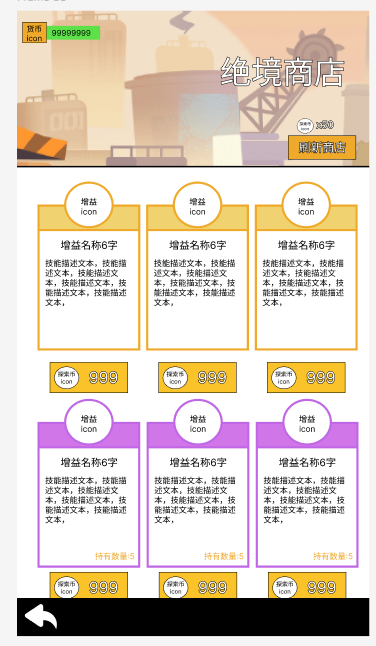 货币
icon
99999999
绝境商店
探索币
icon
x50
刷新商店
增益
icon
增益
icon
增益
icon
增益名称6字
增益名称6字
增益名称6字
技能描述文本，技能描
述文本，技能描述文
本，技能描述文本，技
能描述文本，技能描述
文本，
技能描述文本，技能描
述文本，技能描述文
本，技能描述文本，技
能描述文本，技能描述
文本，
技能描述文本，技能描
述文本，技能描述文
本，技能描述文本，技
能描述文本，技能描述
文本，
探索币
icon
999
探索币
icon
999
探索币
icon
999
增益
icon
增益
icon
增益
icon
增益名称6字
增益名称6字
增益名称6字
技能描述文本，技能描
述文本，技能描述文
本，技能描述文本，技
能描述文本，技能描述
文本，
持有数量:5
技能描述文本，技能描
述文本，技能描述文
本，技能描述文本，技
能描述文本，技能描述
文本，
持有数量:5
技能描述文本，技能描
述文本，技能描述文
本，技能描述文本，技
能描述文本，技能描述
文本，
持有数量:5
探索币
icon
999
探索币
icon
999
探索币
icon
999